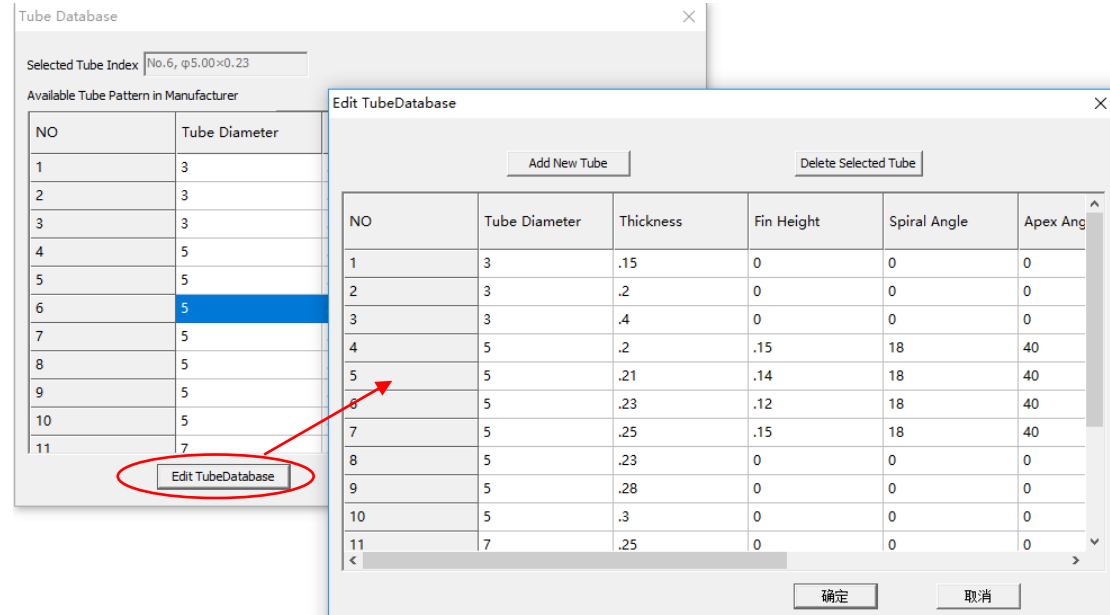 Tube Database
Selected Tube Index No.6, φ5.00×0.23
Available Tube Pattern in Manufacturer
NO Tube Diameter
1 3
2 3
3 3
4 5
5 5
6 5
7 5
8 5
9 5
10 5
11 7
Edit TubeDatabase
Edit TubeDatabase
Add New Tube Delete Selected Tube
NO Tube Diameter Thickness Fin Height Spiral Angle Apex Ang
1 3 .15 0 0 0
2 3 .2 0 0 0
3 3 .4 0 0 0
4 5 .2 .15 18 40
5 5 .21 .14 18 40
6 5 .23 .12 18 40
7 5 .25 .15 18 40
8 5 .23 0 0 0
9 5 .28 0 0 0
10 5 .3 0 0 0
11 7 .25 0 0 0
确定 取消